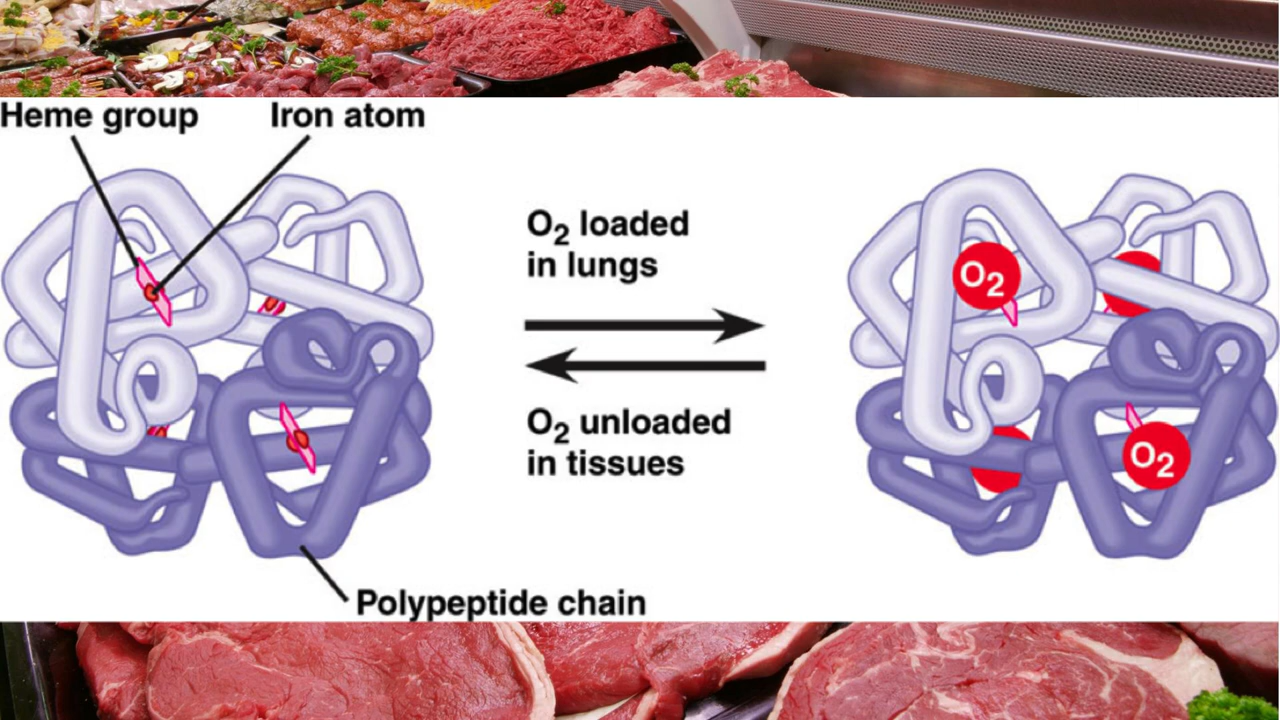 Heme group
Iron atom
O2 loaded
in lungs
O2
O2 unloaded
in tissues
O2
Polypeptide chain